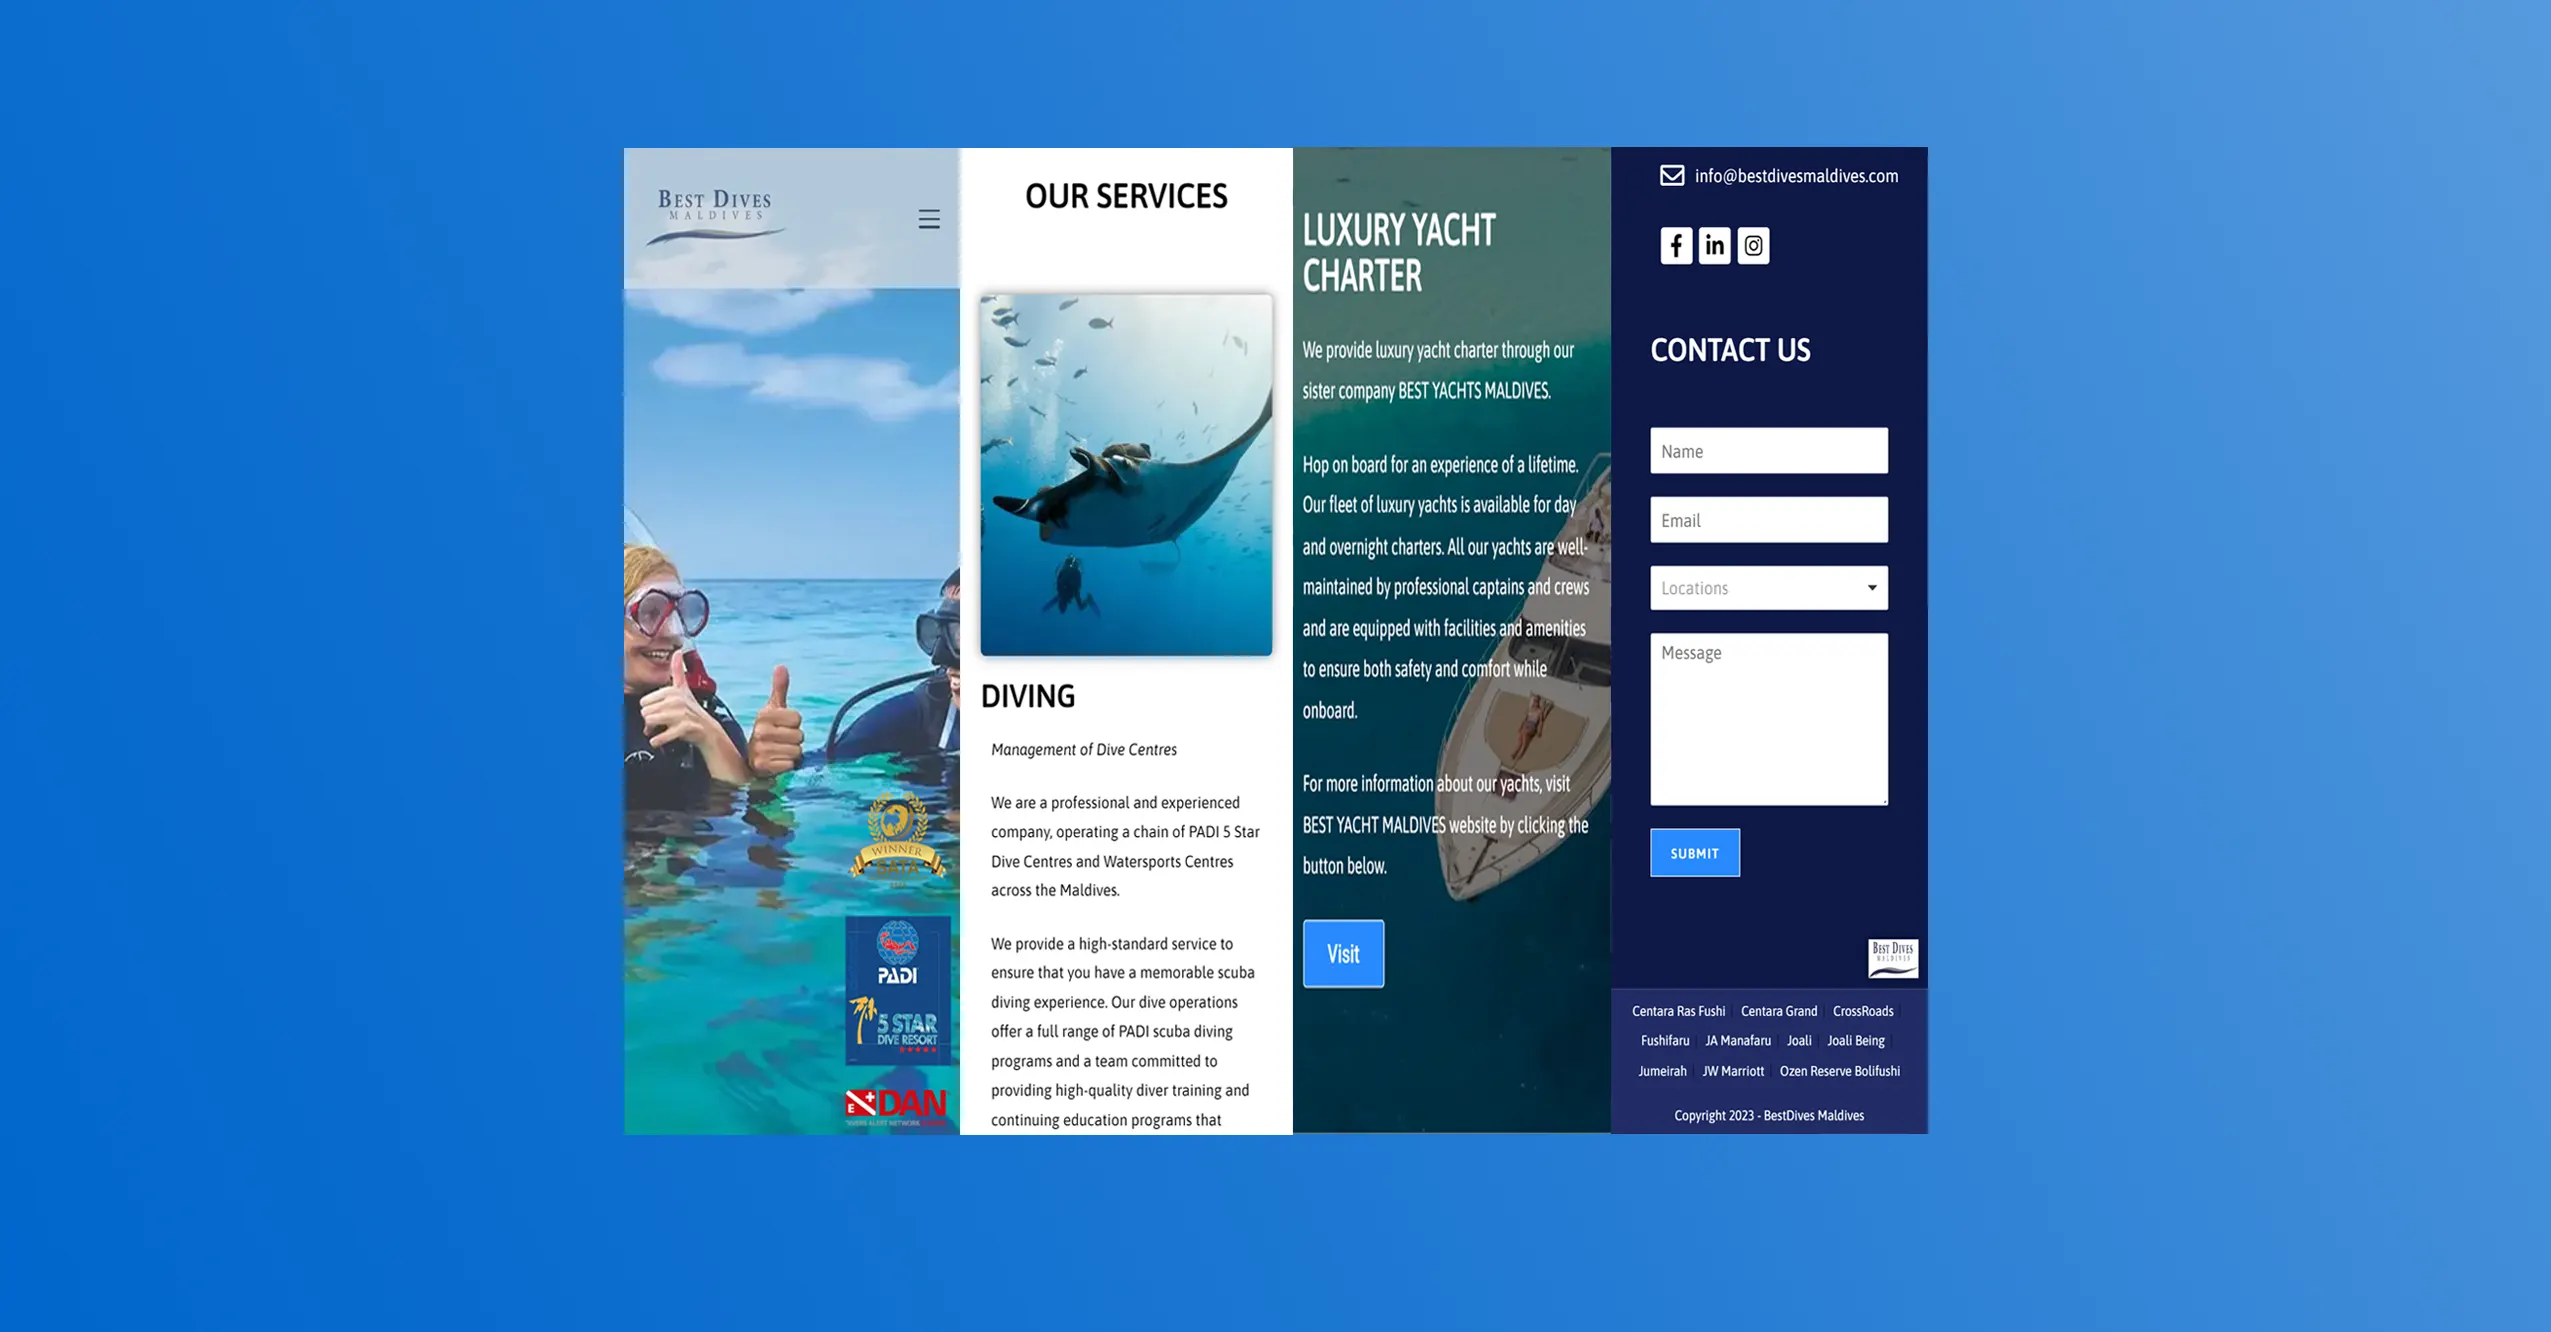 BEST DIVES
MALDIVES
WINNER
GATA
PADI
5 STAR
DIVE RESORT
DAN
OUR SERVICES
DIVING
Management of Dive Centres
We are a professional and experienced
company, operating a chain of PADI 5 Star
Dive Centres and Watersports Centres
across the Maldives.
We provide a high-standard service to
ensure that you have a memorable scuba
diving experience. Our dive operations
offer a full range of PADI scuba diving
programs and a team committed to
providing high-quality diver training and
continuing education programs that
LUXURY YACHT
CHARTER
We provide luxury yacht charter through our
sister company BEST YACHTS MALDIVES.
Hop on board for an experience of a lifetime.
Our fleet of luxury yachts is available for day
and overnight charters. All our yachts are well-
maintained by professional captains and crews
and are equipped with facilities and amenities
to ensure both safety and comfort while
onboard.
For more information about our yachts, visit
BEST YACHT MALDIVES website by clicking the
button below.
Visit
info@bestdivesmaldives.com
CONTACT US
Name
Email
Locations
Message
SUBMIT
BEST DIVES
MALDIVES
Centara Ras Fushi Centara Grand CrossRoads
Fushifaru JA Manafaru Joali Joali Being
Jumeirah JW Marriott Ozen Reserve Bolifushi
Copyright 2023 - BestDives Maldives